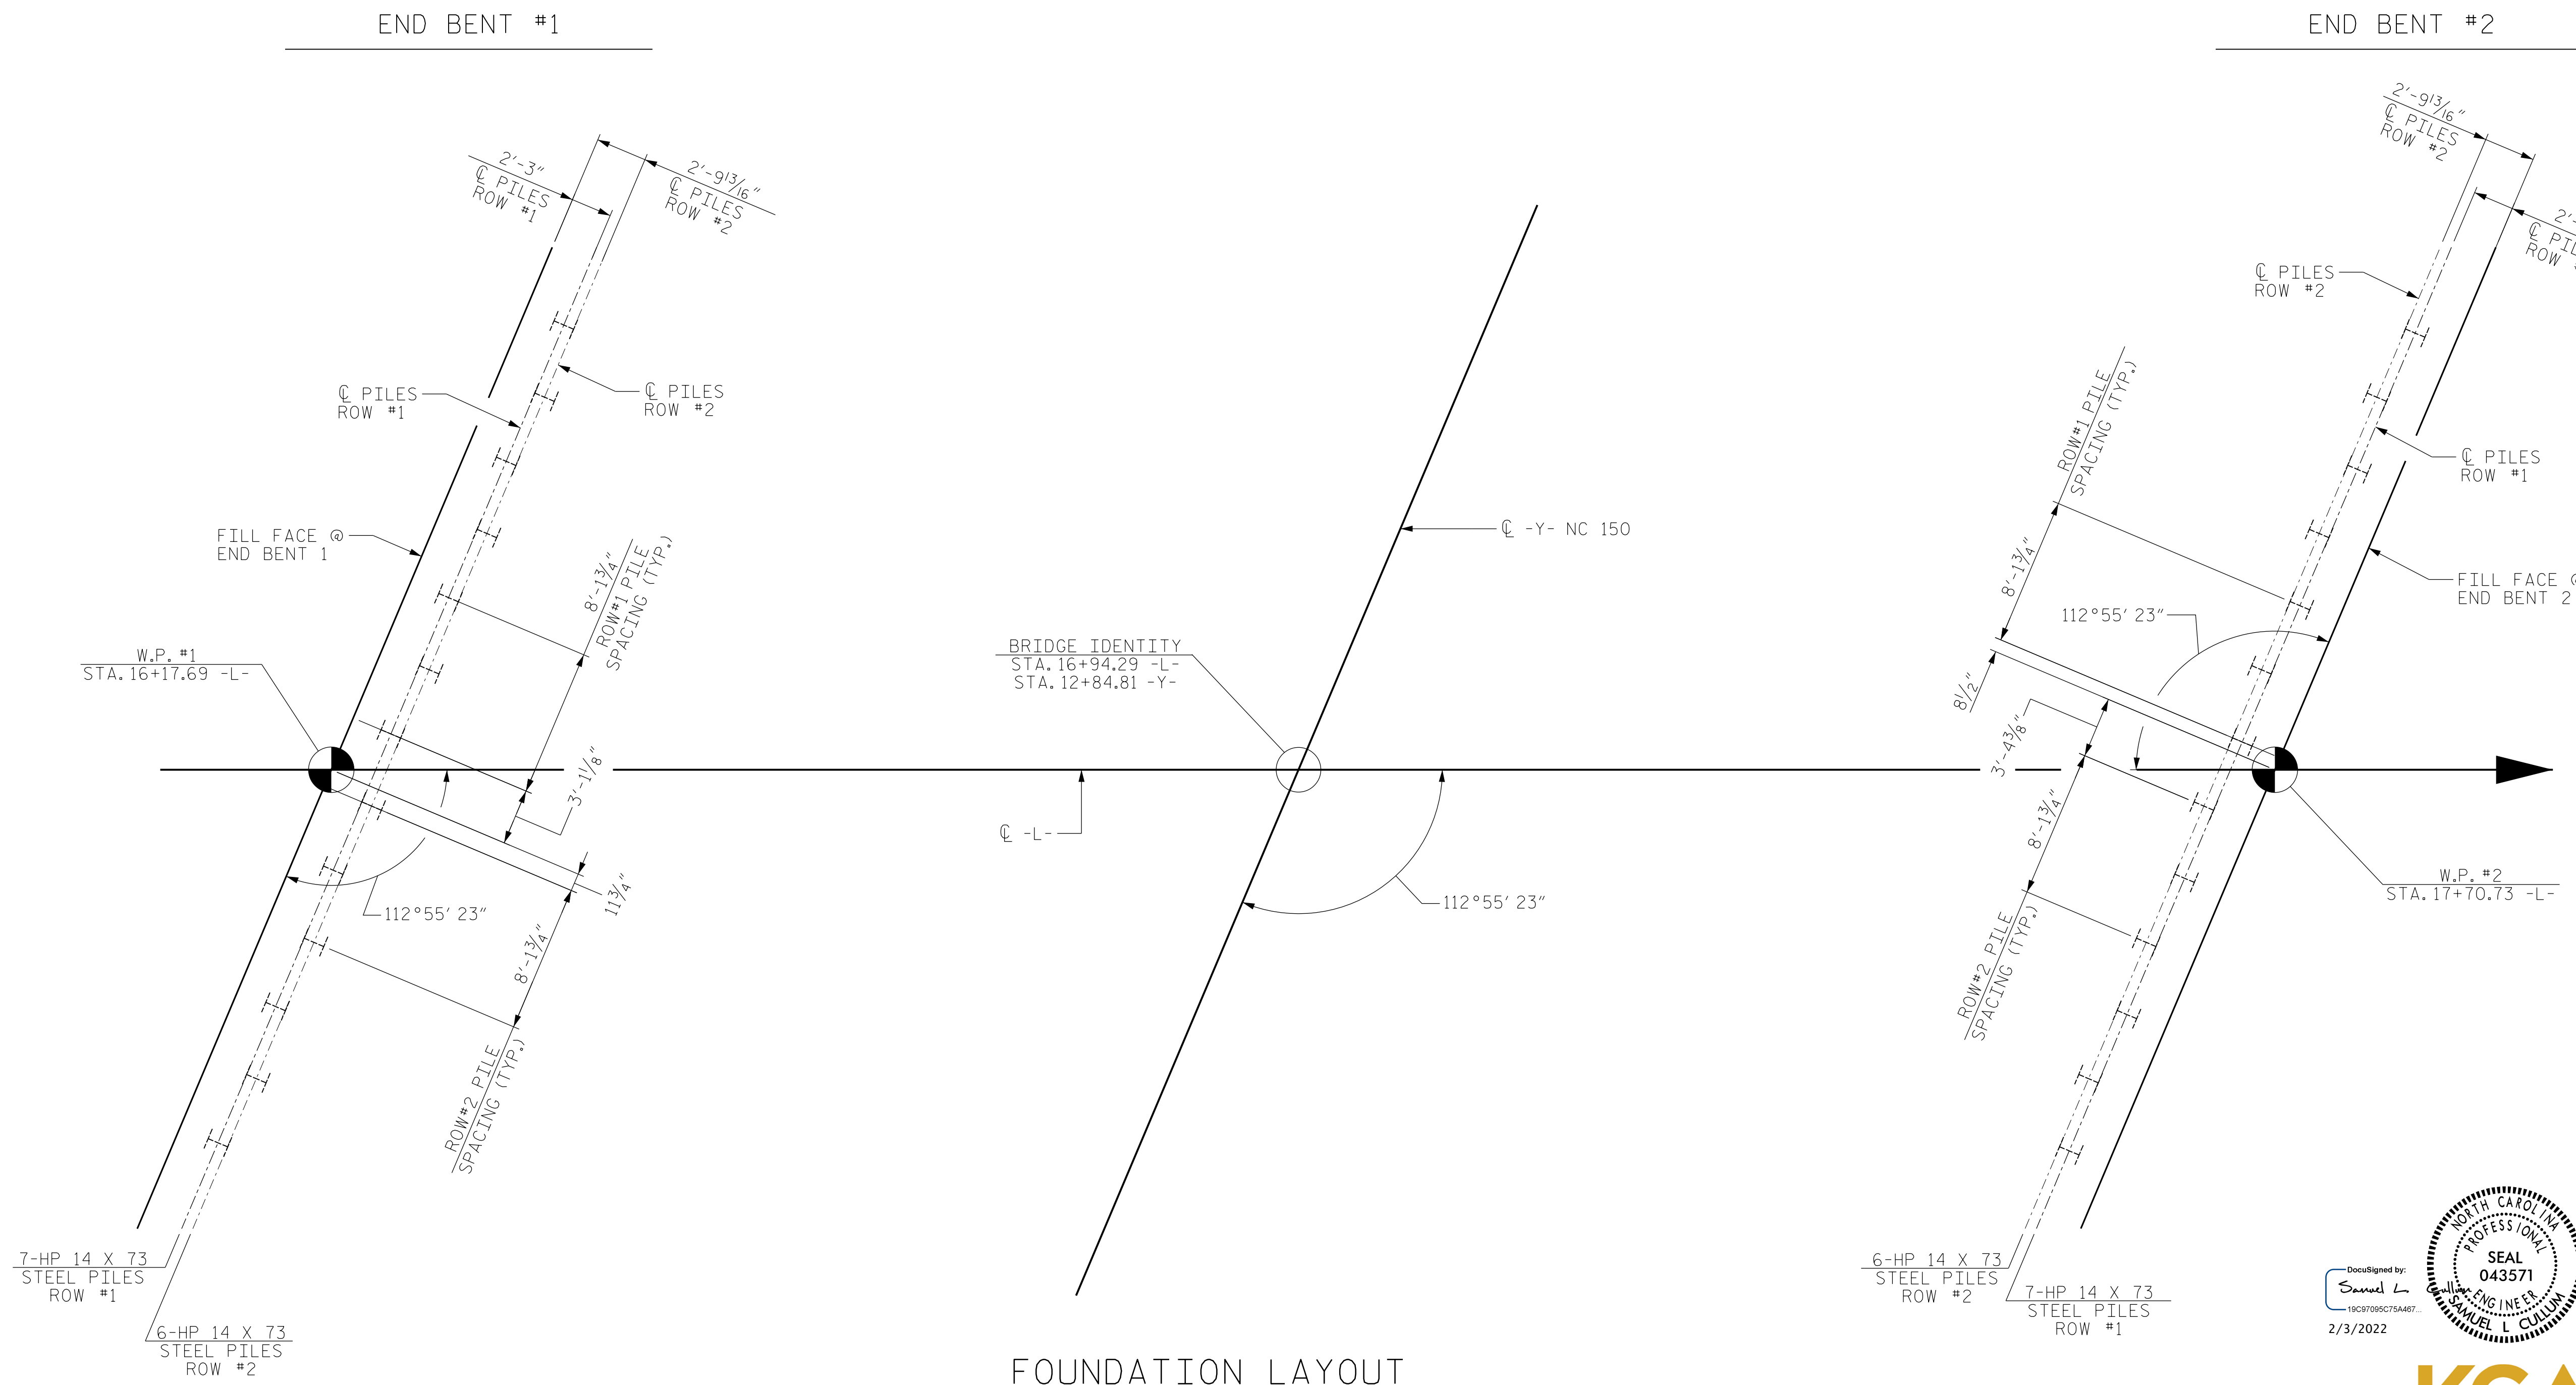 END BENT #1
END BENT #2
2'-3"
℄ PILES
ROW #1
2'-9 13/16"
℄ PILES
ROW #2
2'-9 13/16"
℄ PILES
ROW #2
℄
ROW
℄ PILES
ROW #1
℄ PILES
ROW #2
℄ PILES
ROW #2
℄ PILES
ROW #1
FILL FACE @
END BENT 1
8'-1 3/4"
ROW#1 PILE
SPACING (TYP.)
℄ -Y- NC 150
ROW#1 PILE
SPACING (TYP.)
8'-1 3/4"
FILL FACE @
END BENT 2
112°55'23"
W.P. #1
STA. 16+17.69 -L-
BRIDGE IDENTITY
STA. 16+94.29 -L-
STA. 12+84.81 -Y-
8 1/2"
3'-4 3/8"
3'-1 1/8"
℄ -L-
8'-1 3/4"
11 3/4"
112°55'23"
112°55'23"
W.P. #2
STA. 17+70.73 -L-
8'-1 3/4"
ROW#2 PILE
SPACING (TYP.)
ROW#2 PILE
SPACING (TYP.)
7-HP 14 X 73
STEEL PILES
ROW #1
6-HP 14 X 73
STEEL PILES
ROW #2
6-HP 14 X 73
STEEL PILES
ROW #2
7-HP 14 X 73
STEEL PILES
ROW #1
FOUNDATION LAYOUT
DocuSigned by:
Samuel L Cullum
19C97095C75A467...
2/3/2022
NORTH CAROLINA
PROFESSIONAL
SEAL
043571
ENGINEER
SAMUEL L CULLUM